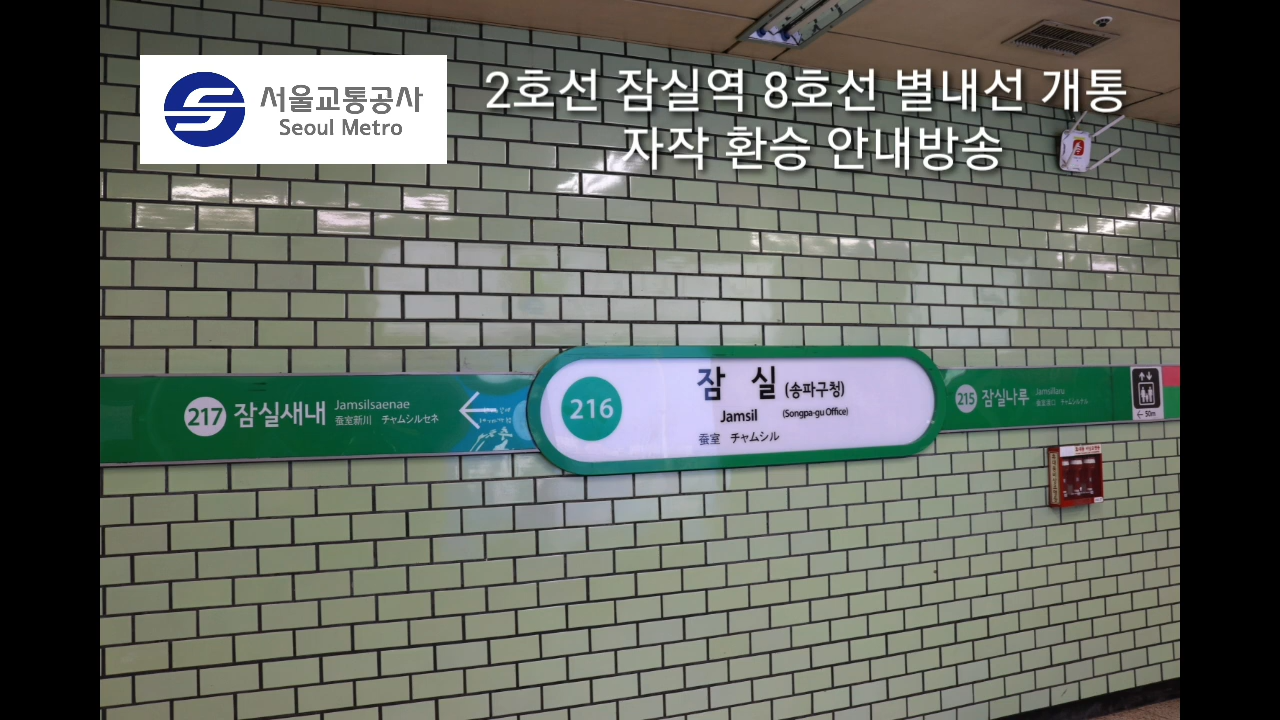 서울교통공사
Seoul Metro
2호선 잠실역 8호선 별내선 개통
자작 환승 안내방송
217 잠실새내 Jamsilsaenae
蚕室新川 チャムシルセネ
216
잠 실 (송파구청)
Jamsil (Songpa-gu Office)
蚕室 チャムシル
215 잠실나루 Jamsillaru
← 50m